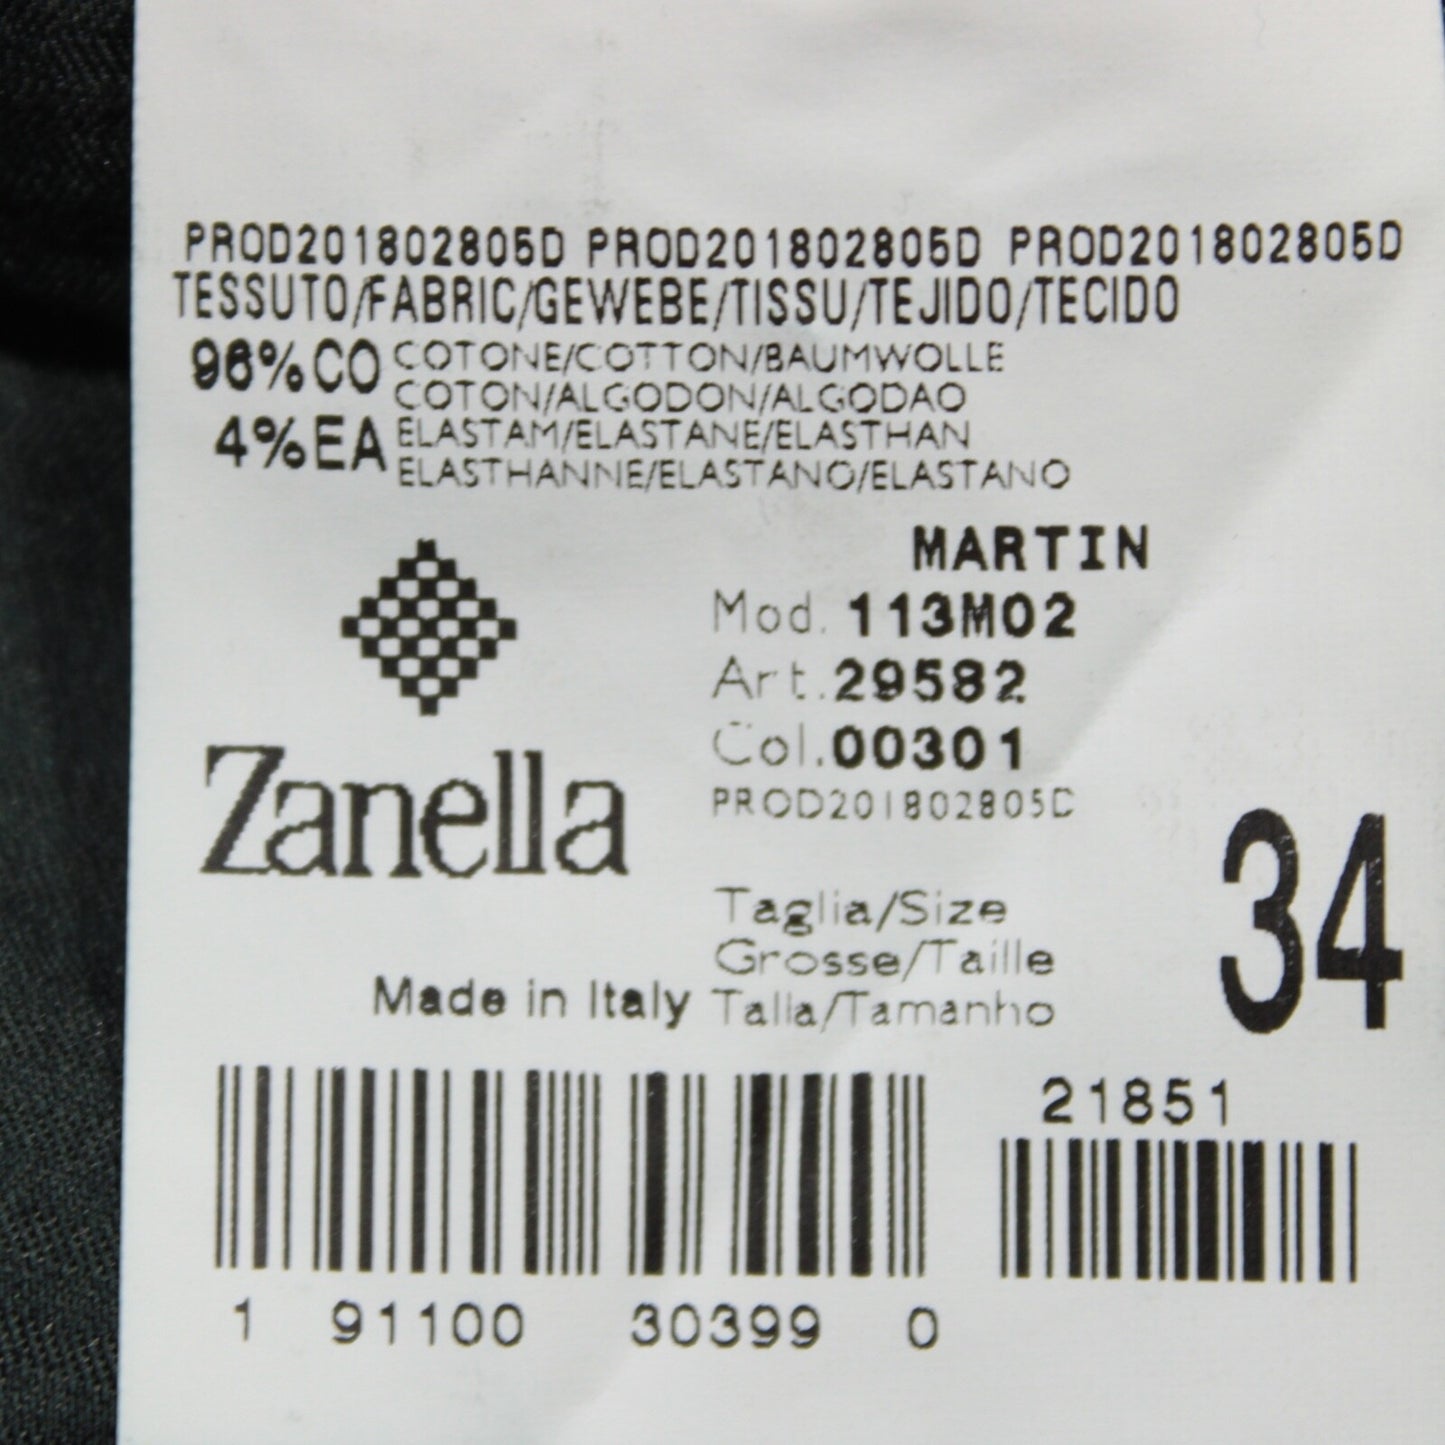 PROD201802805D PROD201802805D PROD201802805D
TESSUTO/FABRIC/GEWEBE/TISSU/TEJIDO/TECIDO
96%CO COTONE/COTTON/BAUMWOLLE
COTON/ALGODON/ALGODAO
4%EA ELASTAM/ELASTANE/ELASTHAN
ELASTHANNE/ELASTANO/ELASTANO
MARTIN
Mod. 113M02
Art. 29582
Col. 00301
PROD201802805D
Zanella
Taglia/Size
Grosse/Taille
Talla/Tamanho
34
Made in Italy
21851
1 91100 30399 0